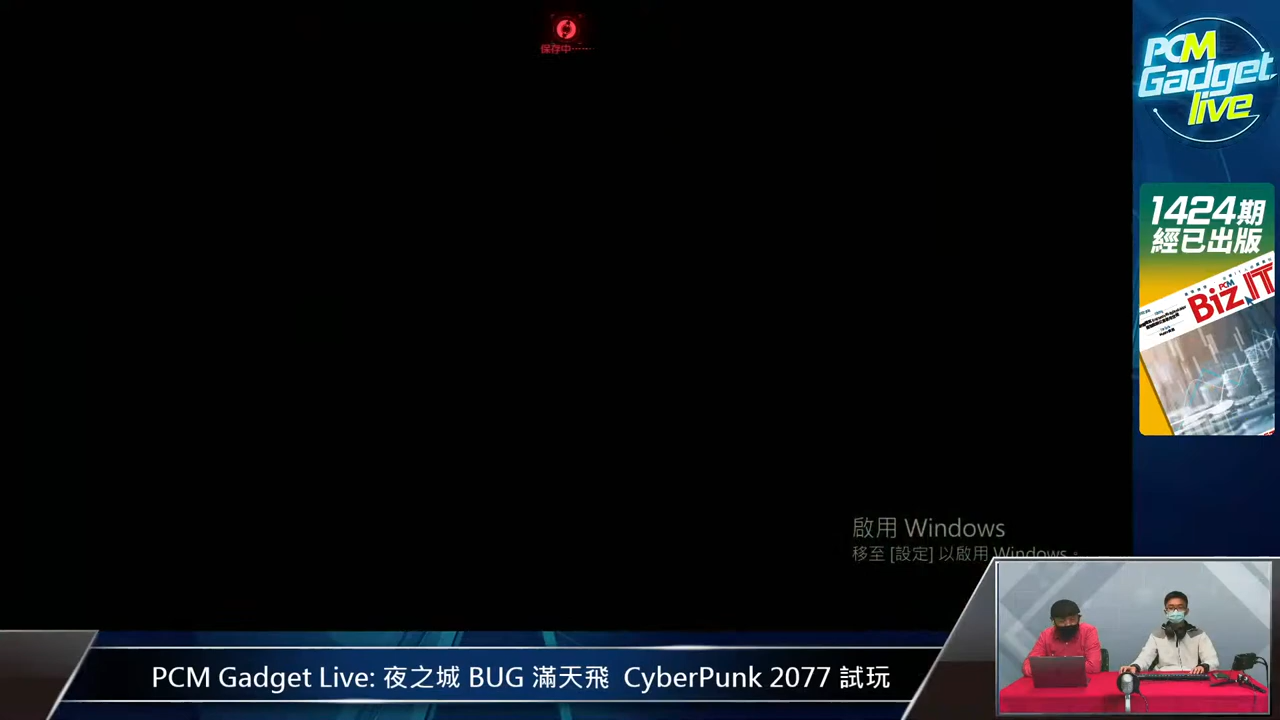 保存中
PCM
Gadget
live
1424期
經已出版
PCM
Biz.IT
啟用 Windows
移至 [設定] 以啟用 Windows。
PCM Gadget Live: 夜之城 BUG 滿天飛 CyberPunk 2077 試玩